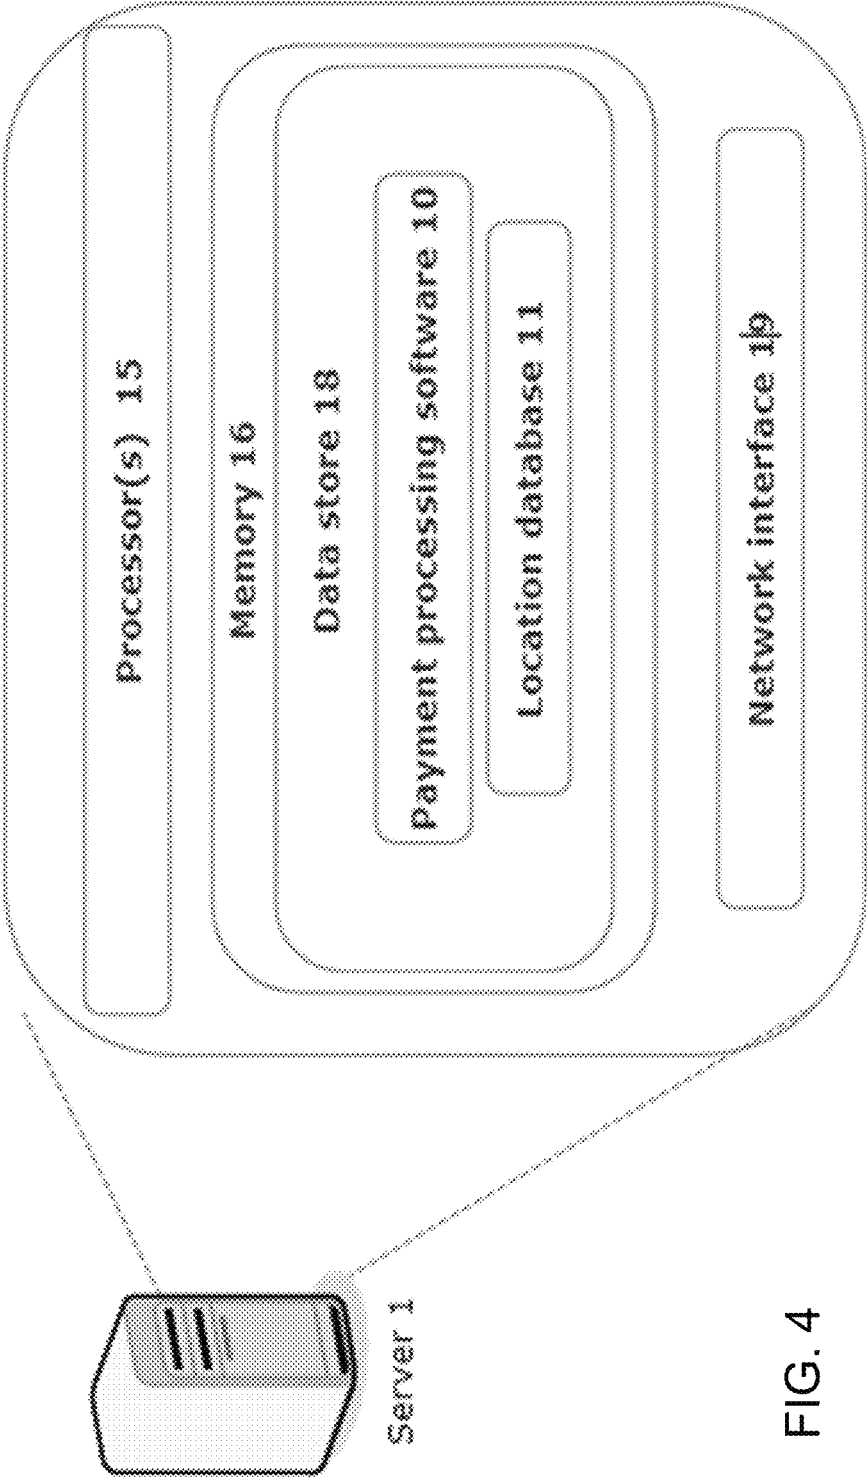 Processor(s) 15
Memory 16
Data store 18
Payment processing software 10
Location database 11
Network interface 19
Server 1
FIG. 4